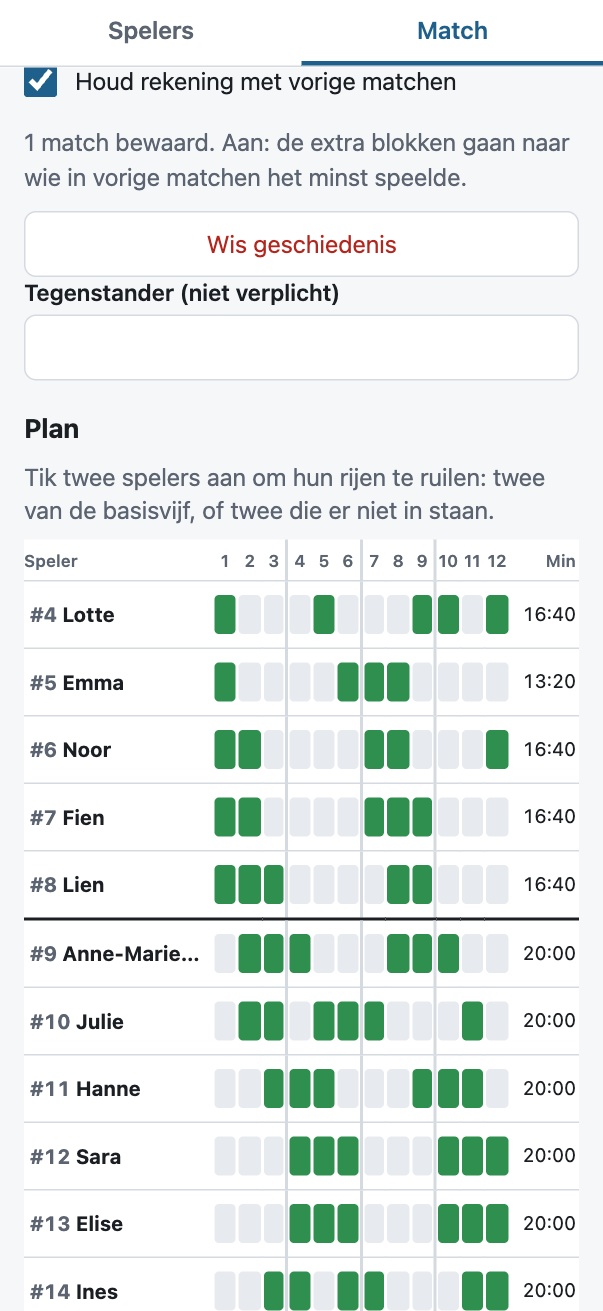 Spelers Match
Houd rekening met vorige matchen
1 match bewaard. Aan: de extra blokken gaan naar
wie in vorige matchen het minst speelde.
Wis geschiedenis
Tegenstander (niet verplicht)
Plan
Tik twee spelers aan om hun rijen te ruilen: twee
van de basisvijf, of twee die er niet in staan.
Speler 1 2 3 4 5 6 7 8 9 10 11 12 Min
#4 Lotte 16:40
#5 Emma 13:20
#6 Noor 16:40
#7 Fien 16:40
#8 Lien 16:40
#9 Anne-Marie... 20:00
#10 Julie 20:00
#11 Hanne 20:00
#12 Sara 20:00
#13 Elise 20:00
#14 Ines 20:00